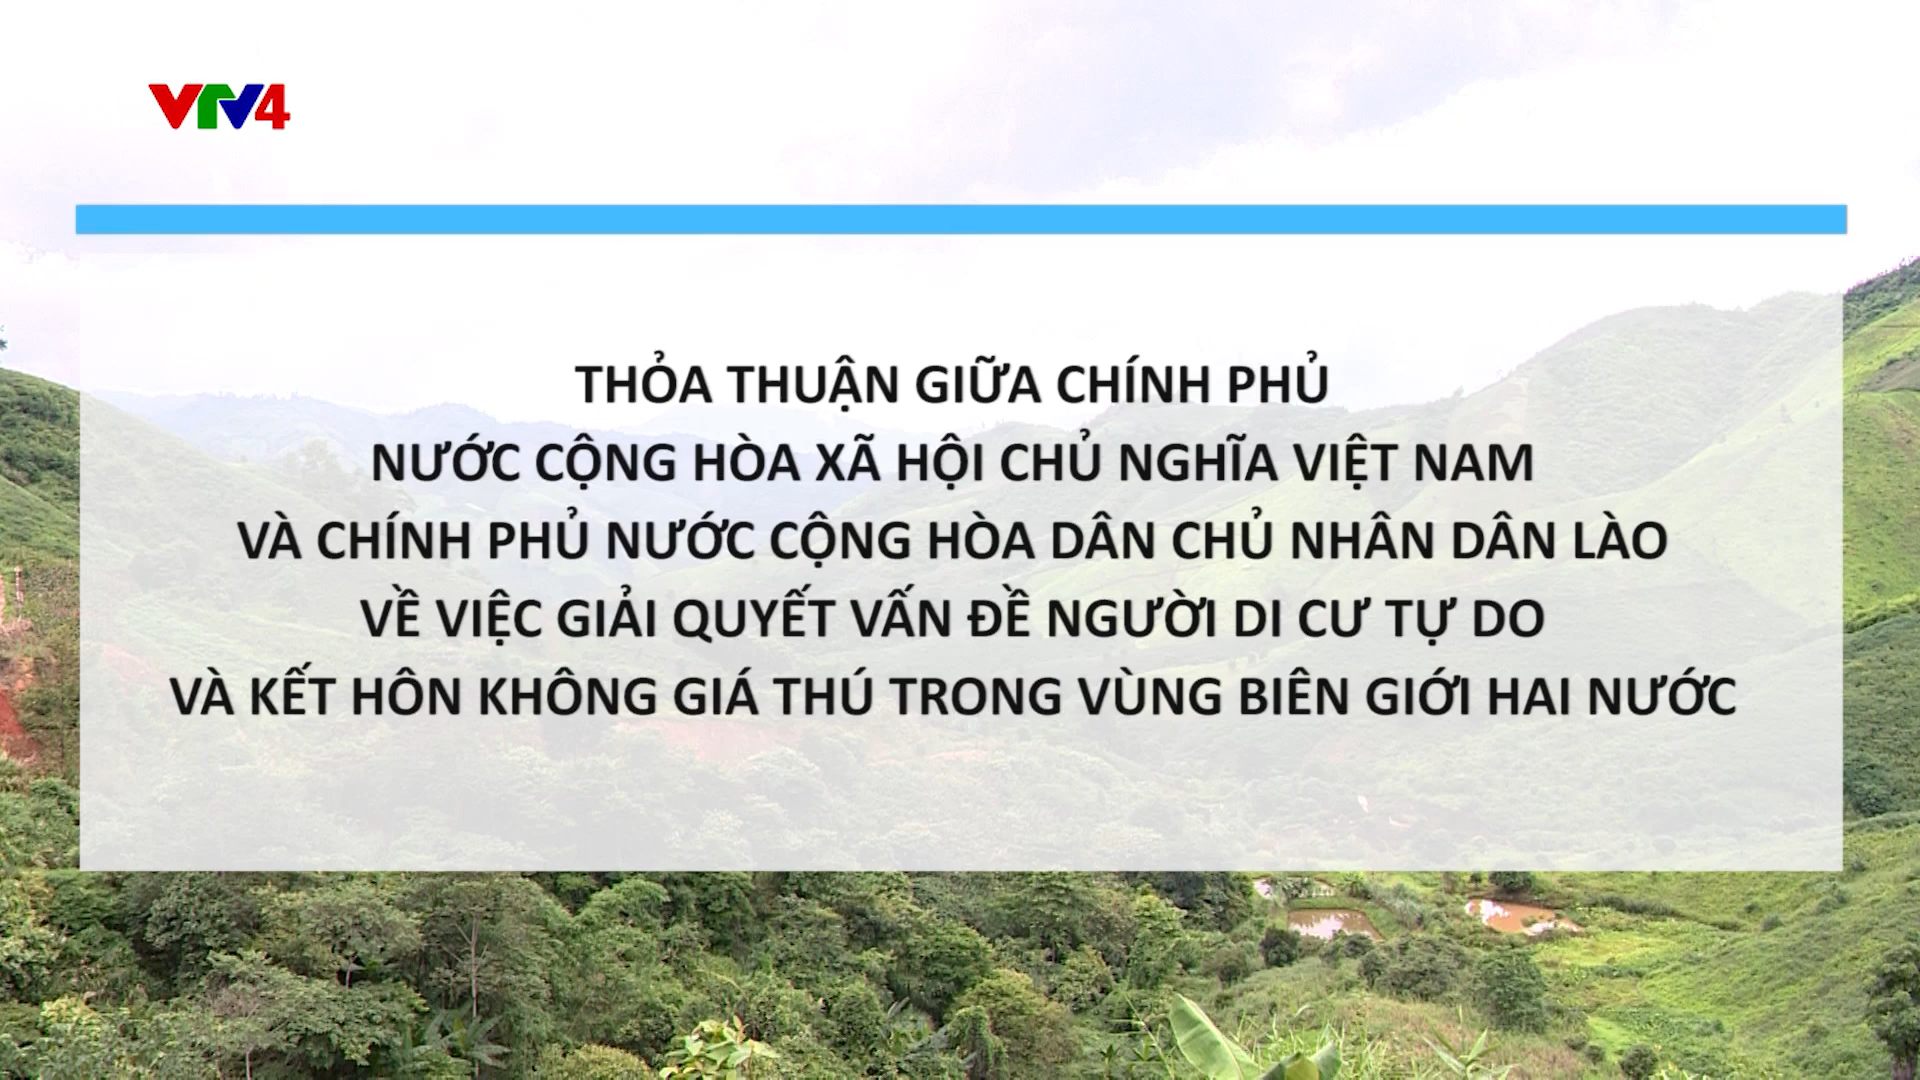 VTV4
THỎA THUẬN GIỮA CHÍNH PHỦ
NƯỚC CỘNG HÒA XÃ HỘI CHỦ NGHĨA VIỆT NAM
VÀ CHÍNH PHỦ NƯỚC CỘNG HÒA DÂN CHỦ NHÂN DÂN LÀO
VỀ VIỆC GIẢI QUYẾT VẤN ĐỀ NGƯỜI DI CƯ TỰ DO
VÀ KẾT HÔN KHÔNG GIÁ THÚ TRONG VÙNG BIÊN GIỚI HAI NƯỚC